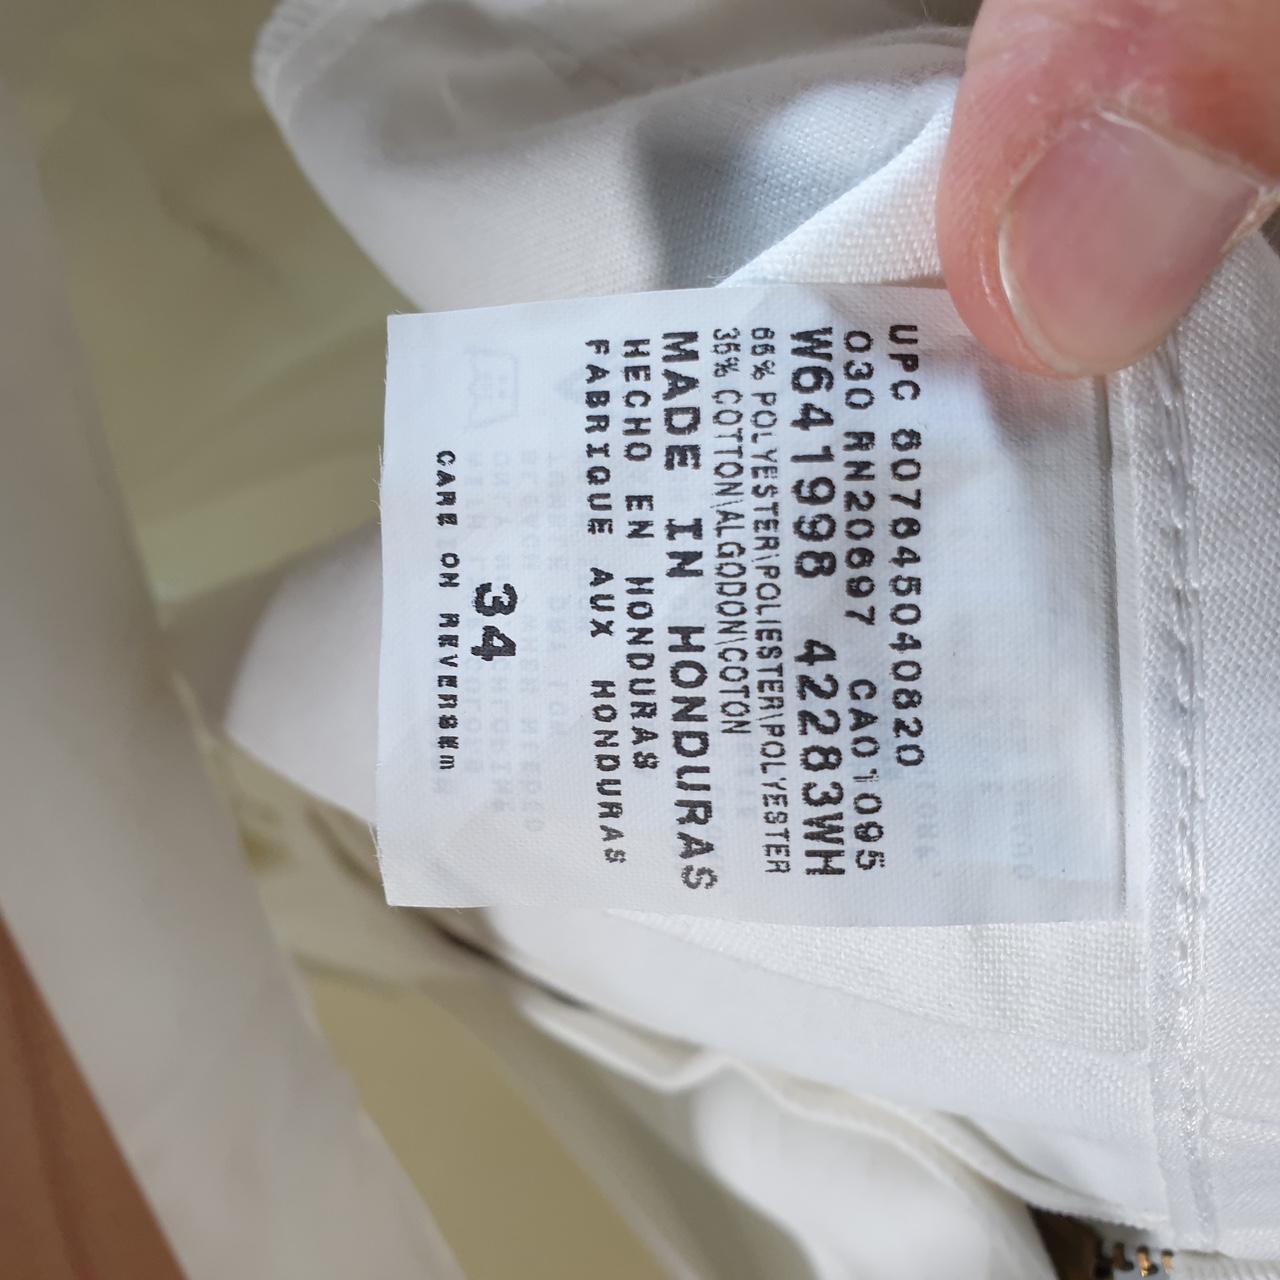 UPC 607645040820
030 RN20697 CA01095
W641998 42283WH
65% POLYESTER\POLIESTER\POLYESTER
35% COTTON\ALGODON\COTON
MADE IN HONDURAS
HECHO EN HONDURAS
FABRIQUE AUX HONDURAS
34
CARE ON REVERSE